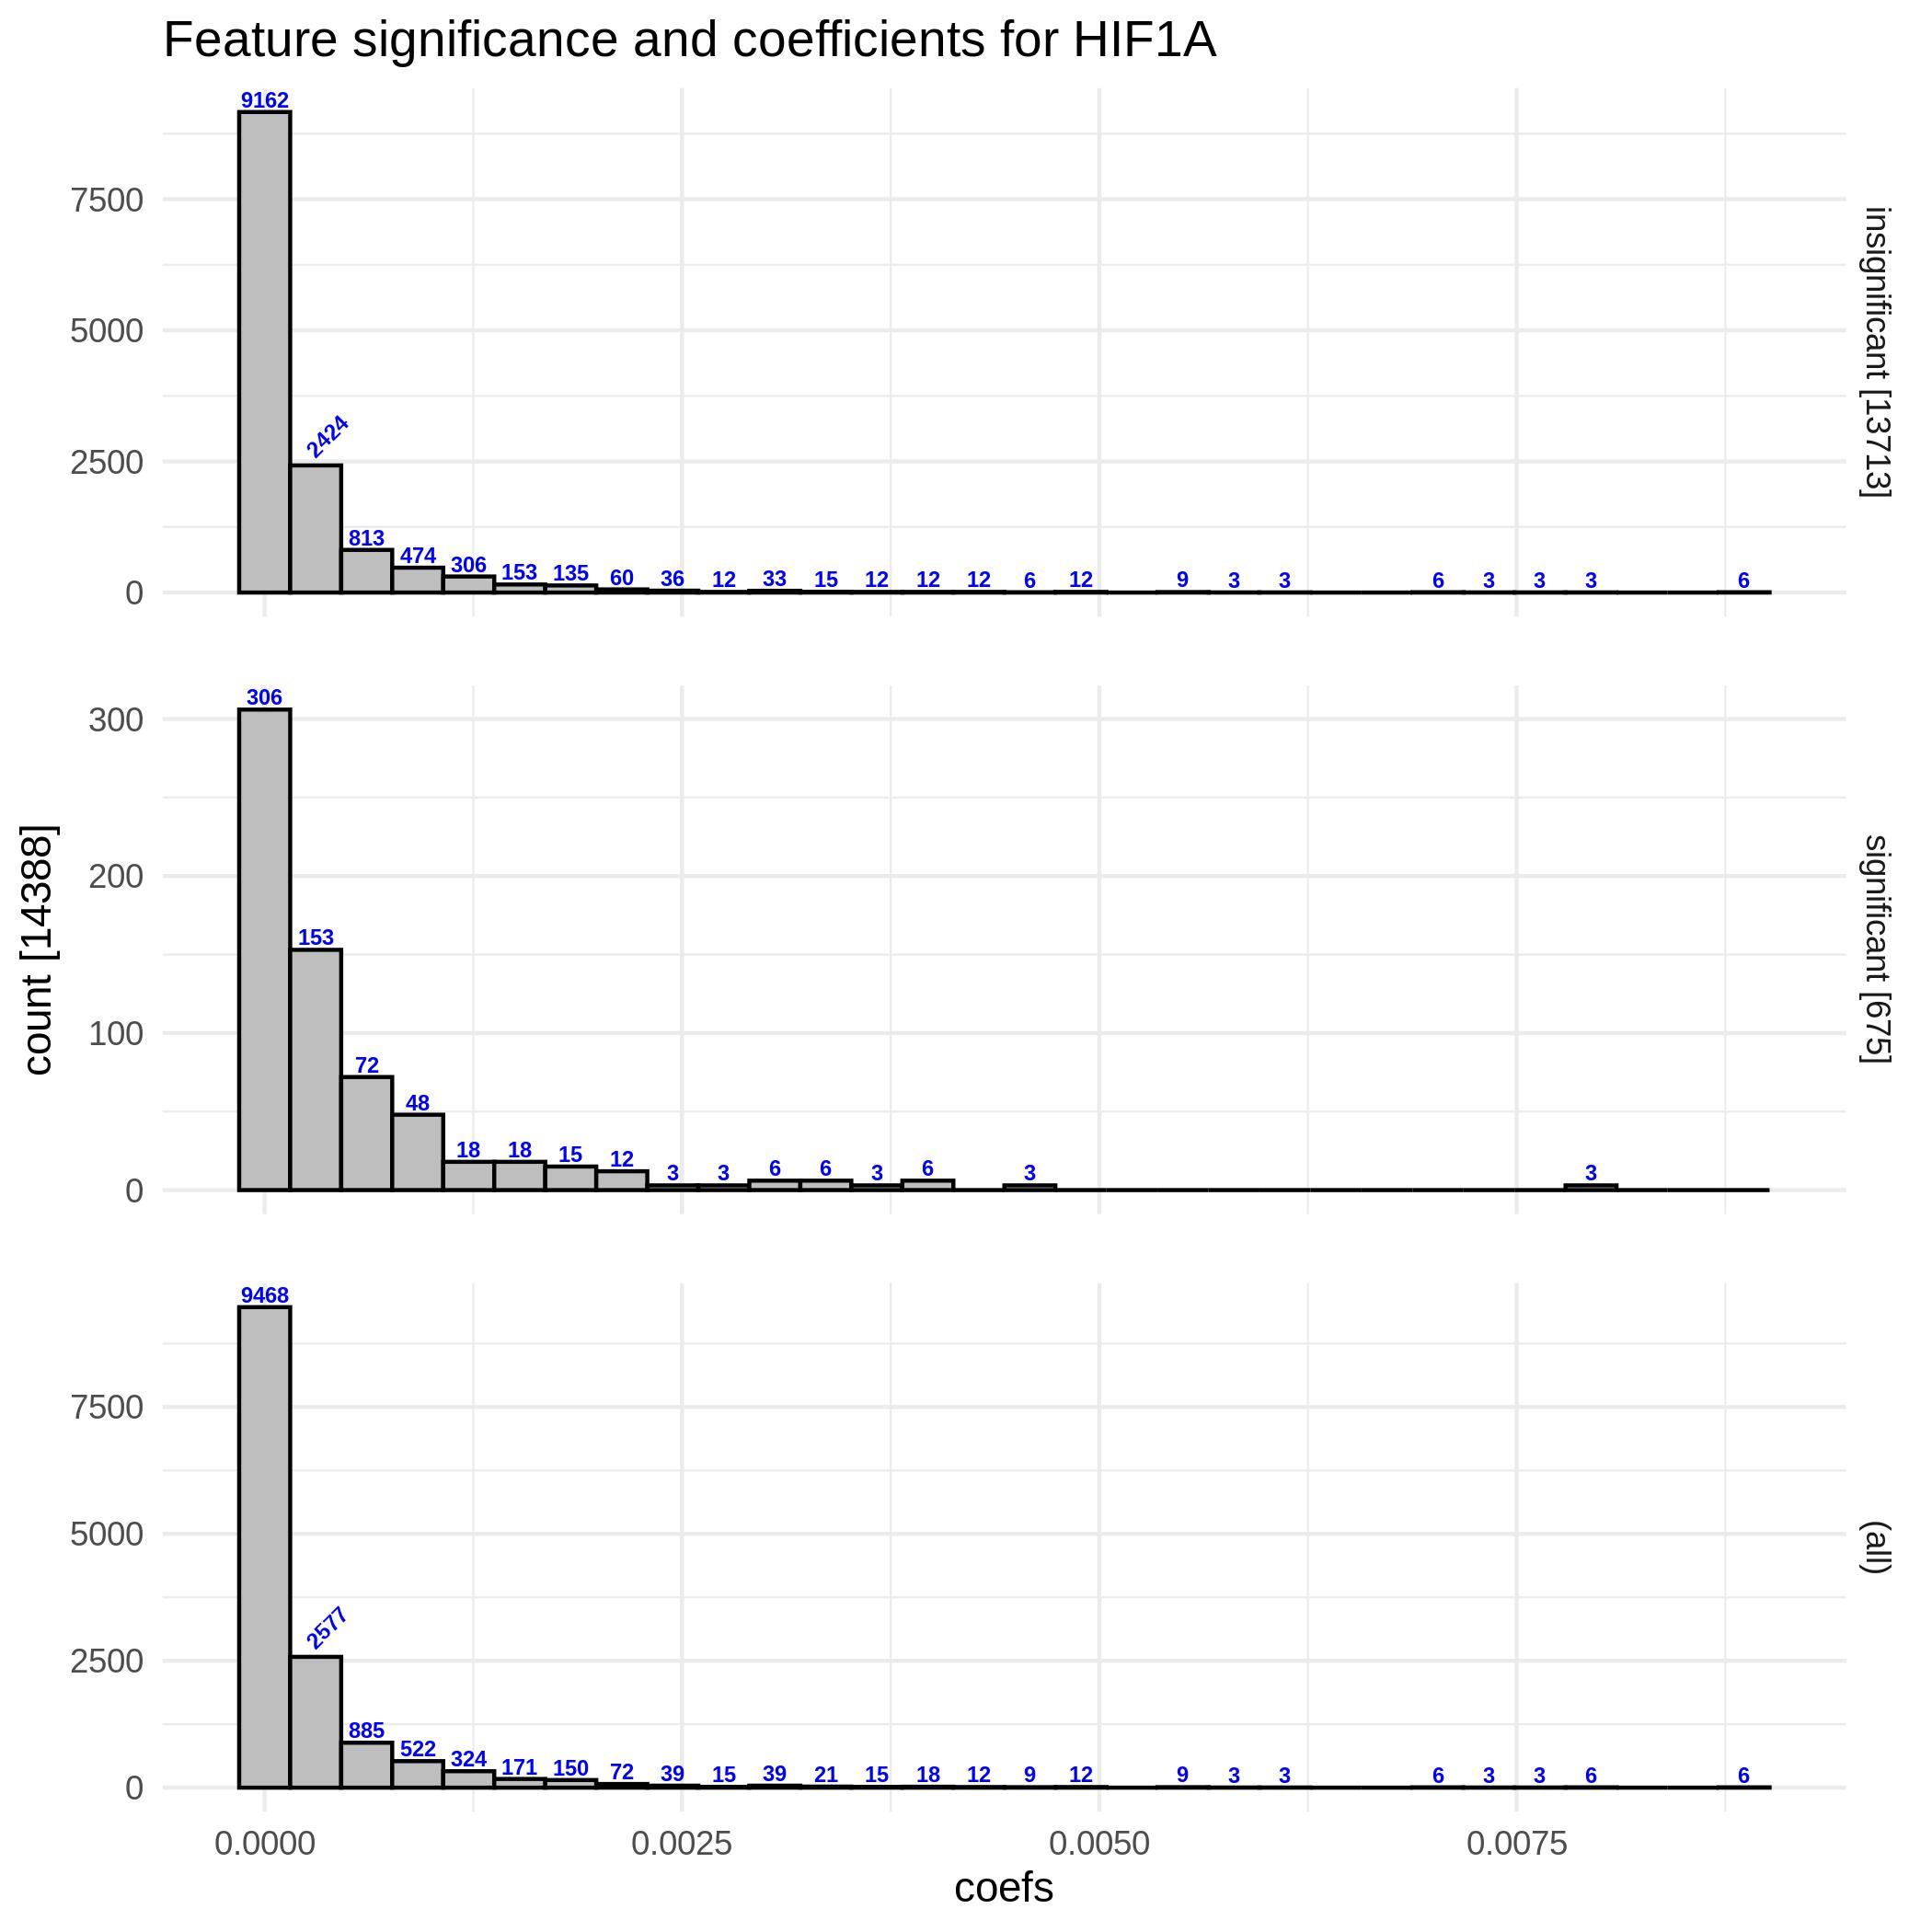 Feature significance and coefficients for HIF1A
9162
7500
5000
2500
0
2424
813 474 306 153 135 60 36 12 33 15 12 12 12 6 12 9 3 3 6 3 3 3 6
insignificant [13713]
count [14388]
306
300
200
100
0
153
72
48
18 18 15 12 3 3 6 6 3 6 3 3
significant [675]
9468
7500
5000
2500
0
2577
885 522 324 171 150 72 39 15 39 21 15 18 12 9 12 9 3 3 6 3 3 6 6
(all)
0.0000 0.0025 0.0050 0.0075
coefs